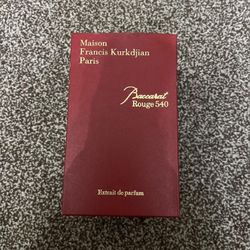 Maison
Francis Kurkdjian
Paris
Baccarat
Rouge 540
Extrait de parfum